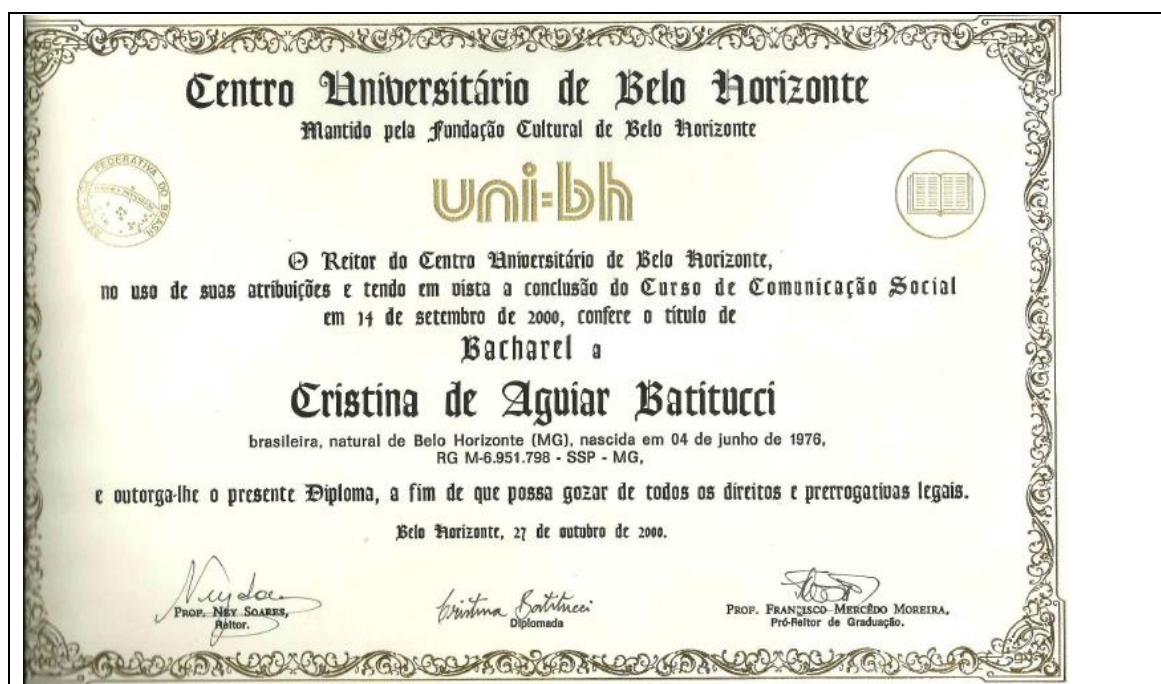 Centro Universitário de Belo Horizonte
Mantido pela Fundação Cultural de Belo Horizonte
REPÚBLICA FEDERATIVA DO BRASIL
uni-bh
O Reitor do Centro Universitário de Belo Horizonte,
no uso de suas atribuições e tendo em vista a conclusão do Curso de Comunicação Social
em 14 de setembro de 2000, confere o título de
Bacharel a
Cristina de Aguiar Batitucci
brasileira, natural de Belo Horizonte (MG), nascida em 04 de junho de 1976,
RG M-6.951.798 - SSP - MG,
e outorga-lhe o presente Diploma, a fim de que possa gozar de todos os direitos e prerrogativas legais.
Belo Horizonte, 27 de outubro de 2000.
Cristina Batitucci
PROF. NEY SOARES,
Reitor.
Diplomada
PROF. FRANCISCO MERCÊDO MOREIRA,
Pró-Reitor de Graduação.